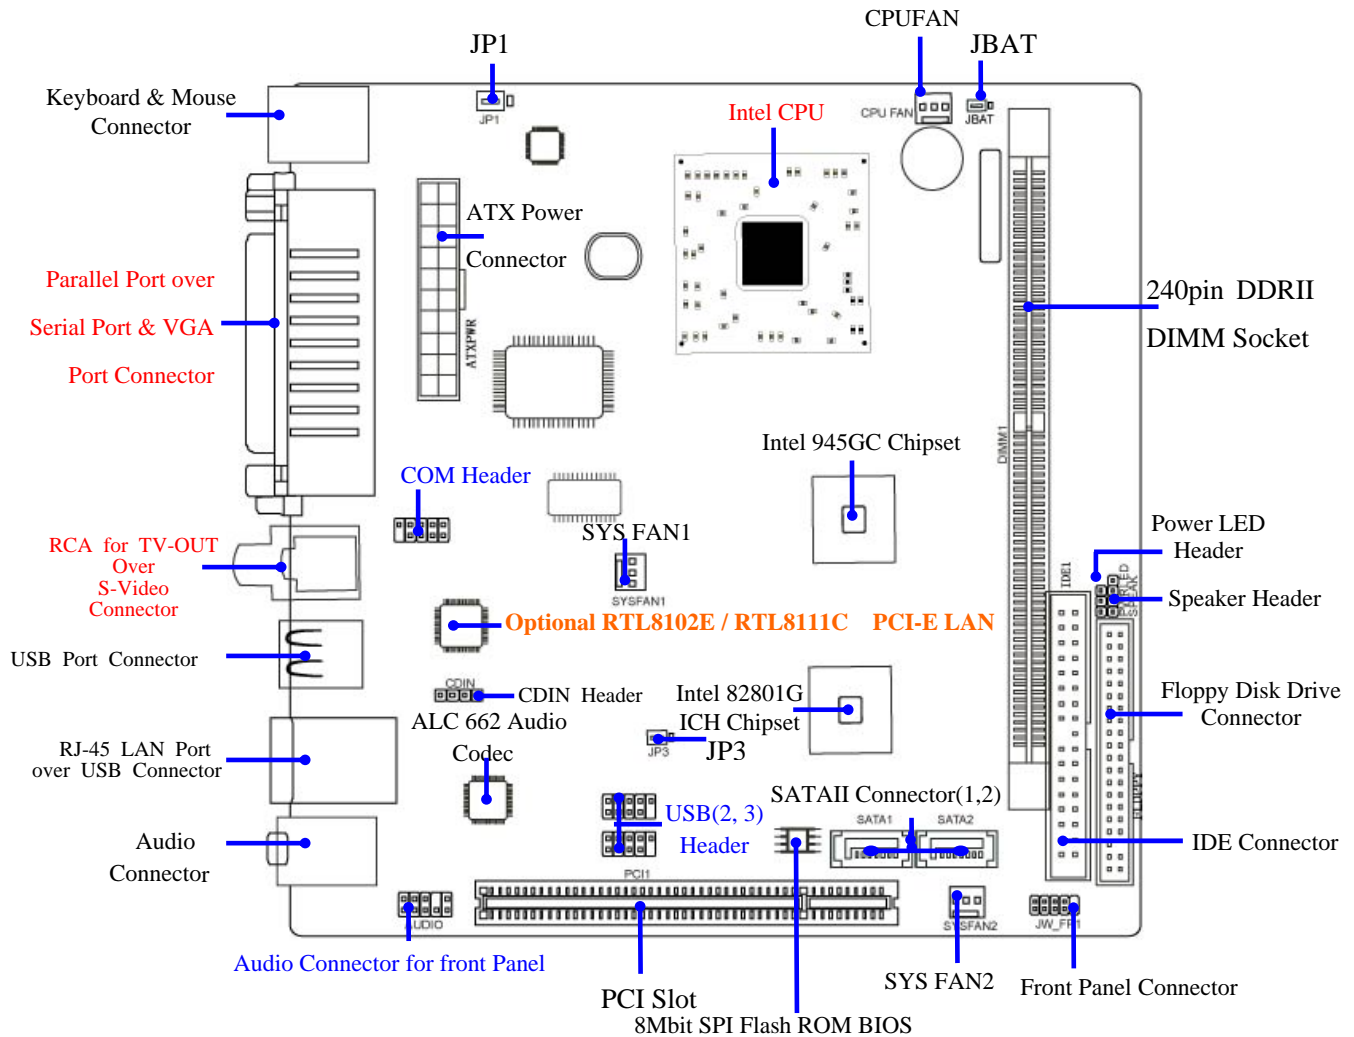 CPUFAN
JP1
JBAT
Keyboard & Mouse
Connector
JP1
Intel CPU
CPU FAN
JBAT
ATX Power
Connector
Parallel Port over
Serial Port & VGA
Port Connector
ATXPWR
240pin DDRII
DIMM Socket
DIMM1
Intel 945GC Chipset
COM Header
SYS FAN1
SYSFAN1
Power LED
Header
IDE1
SPEAK
Speaker Header
RCA for TV-OUT
Over
S-Video
Connector
Optional RTL8102E / RTL8111C PCI-E LAN
USB Port Connector
CDIN
CDIN Header
ALC 662 Audio
Codec
Intel 82801G
ICH Chipset
JP3
JP3
Floppy Disk Drive
Connector
RJ-45 LAN Port
over USB Connector
SATAII Connector(1,2)
SATA1
SATA2
FLOPPY
USB(2, 3)
Header
IDE Connector
Audio
Connector
PCI1
AUDIO
SYSFAN2
JW_FP1
Audio Connector for front Panel
PCI Slot
SYS FAN2
Front Panel Connector
8Mbit SPI Flash ROM BIOS